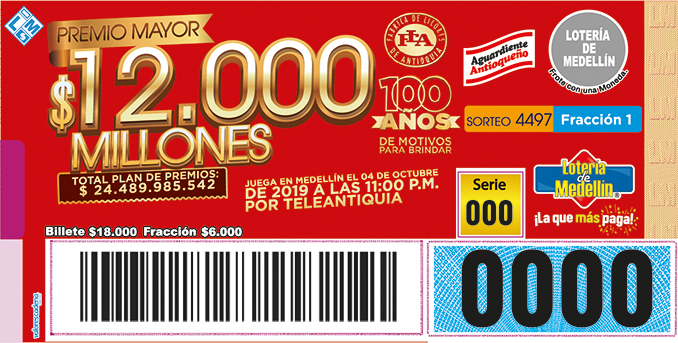 PREMIO MAYOR
$12.000
MILLONES
TOTAL PLAN DE PREMIOS:
$ 24.489.985.542
FÁBRICA DE LICORES
FLA
DE ANTIOQUIA
100
AÑOS
DE MOTIVOS
PARA BRINDAR
Aguardiente
Antioqueño
LOTERÍA
DE
MEDELLÍN
Frote con una Moneda.
SORTEO 4497 Fracción 1
JUEGA EN MEDELLÍN EL 04 DE OCTUBRE
DE 2019 A LAS 11:00 P.M.
POR TELEANTIQUIA
Serie
000
Lotería
de
Medellín®
¡La que más paga!
Billete $18.000 Fracción $6.000
0000